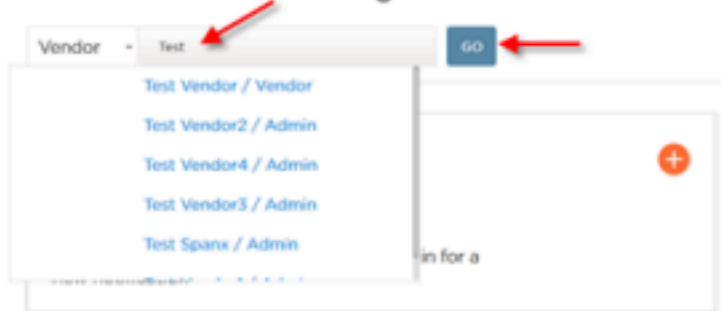 Vendor Test GO
Test Vendor / Vendor
Test Vendor2 / Admin
Test Vendor4 / Admin
Test Vendor3 / Admin
Test Spanx / Admin
in for a